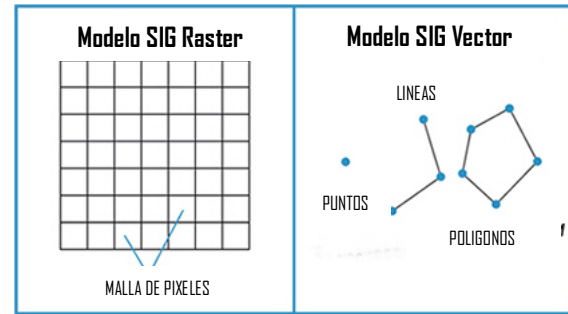 Modelo SIG Raster
MALLA DE PIXELES
Modelo SIG Vector
LINEAS
PUNTOS
POLIGONOS